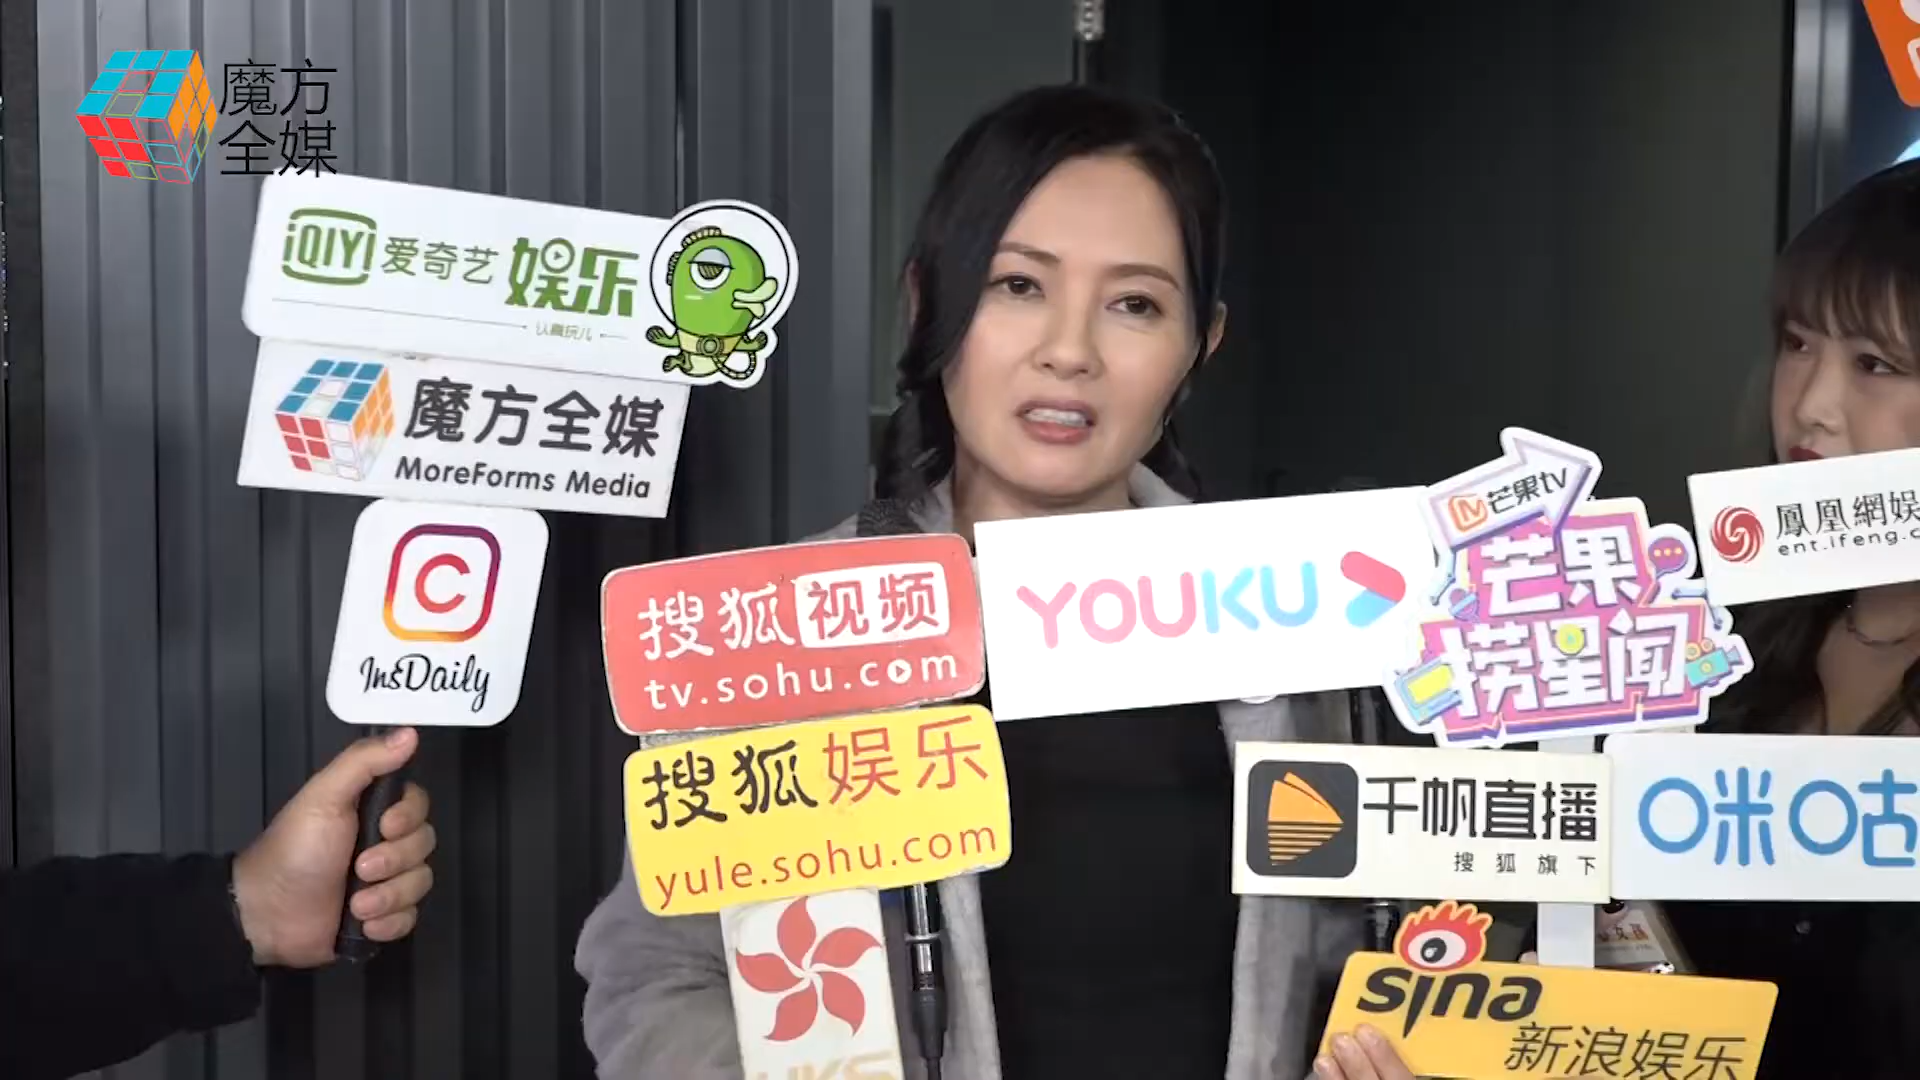 魔方
全媒
iQIYI 爱奇艺 娱乐
认真玩儿
魔方全媒
MoreForms Media
C
InsDaily
搜狐视频
tv.sohu.com
YOUKU
芒果tv
芒果
捞星闻
鳳凰網娱
ent.ifeng.c
搜狐娱乐
yule.sohu.com
千帆直播
搜狐旗下
咪咕
sina
新浪娱乐